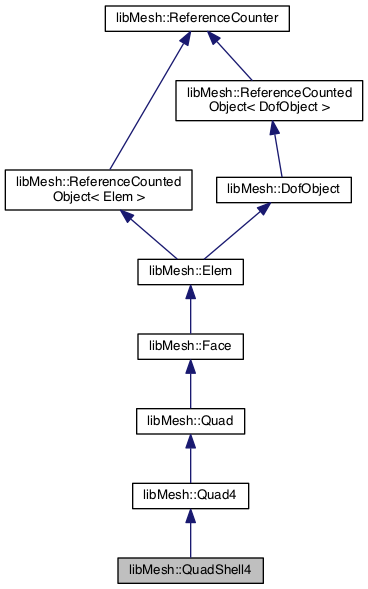 libMesh::ReferenceCounter
libMesh::ReferenceCounted
Object< DofObject >
libMesh::ReferenceCounted
Object< Elem >
libMesh::DofObject
libMesh::Elem
libMesh::Face
libMesh::Quad
libMesh::Quad4
libMesh::QuadShell4